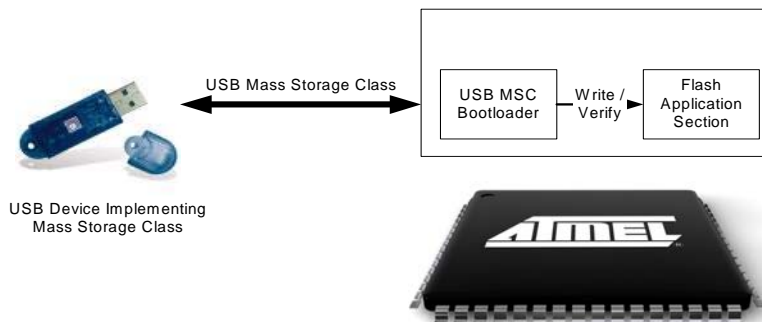 USB Mass Storage Class
USB MSC
Bootloader
Write /
Verify
Flash
Application
Section
USB Device Implementing
Mass Storage Class
ATMEL